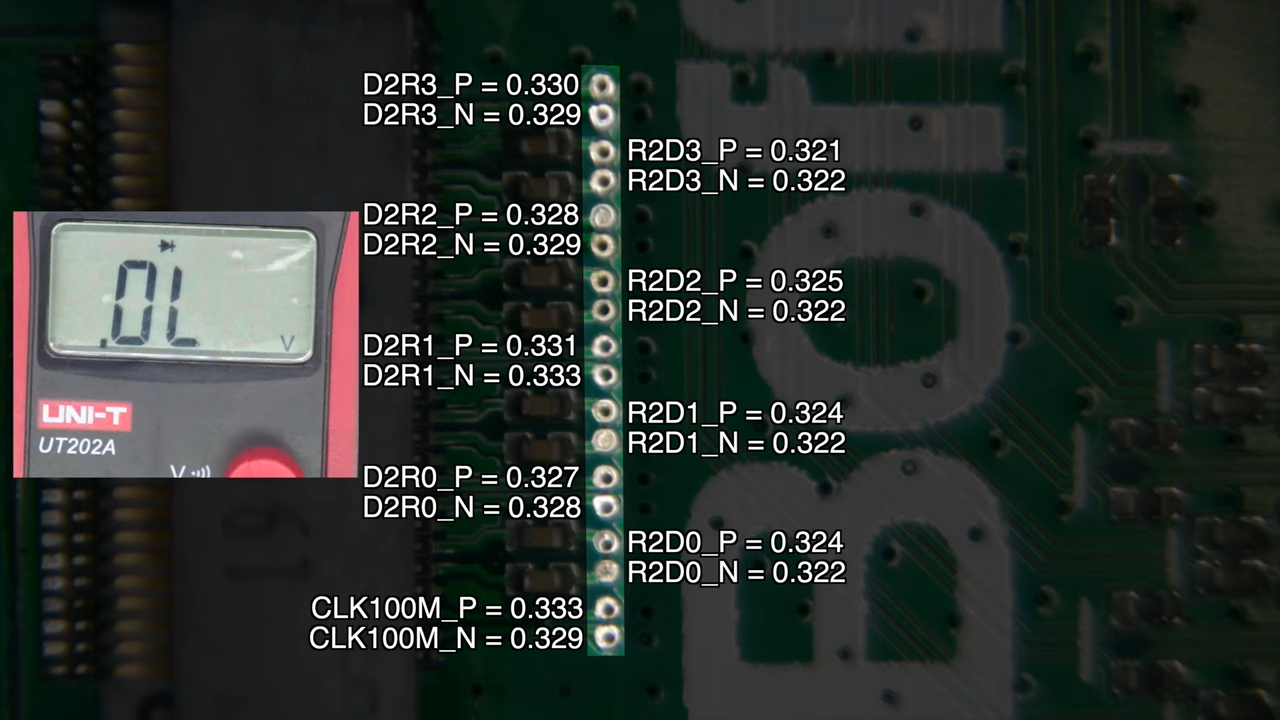 D2R3_P = 0.330
D2R3_N = 0.329
R2D3_P = 0.321
R2D3_N = 0.322
D2R2_P = 0.328
D2R2_N = 0.329
R2D2_P = 0.325
R2D2_N = 0.322
D2R1_P = 0.331
D2R1_N = 0.333
R2D1_P = 0.324
R2D1_N = 0.322
D2R0_P = 0.327
D2R0_N = 0.328
R2D0_P = 0.324
R2D0_N = 0.322
CLK100M_P = 0.333
CLK100M_N = 0.329
.0L
V
UNI-T
UT202A
V
19